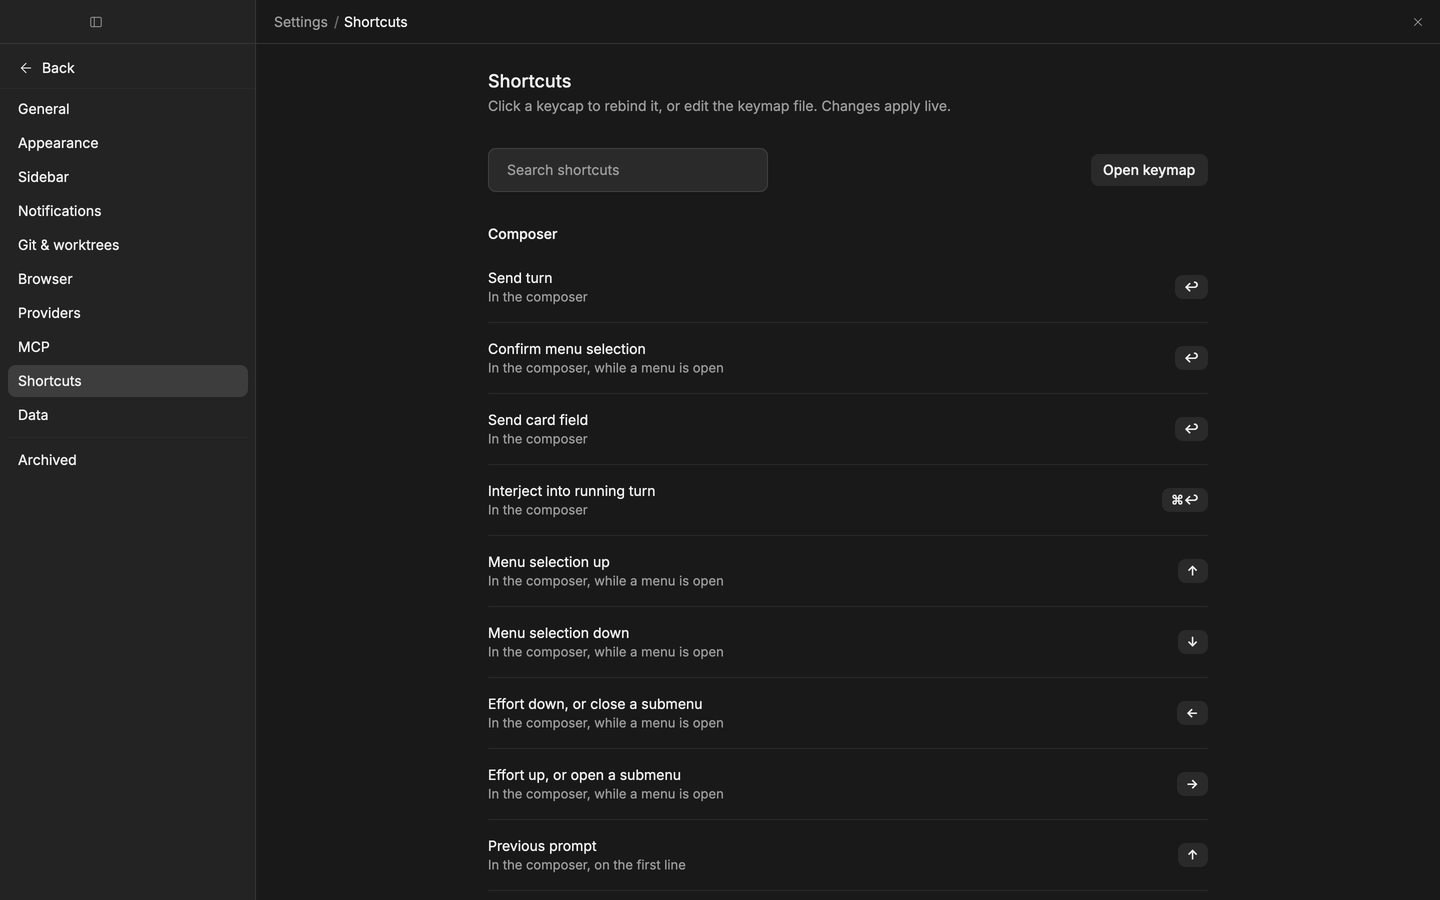 Settings / Shortcuts
Back
General
Appearance
Sidebar
Notifications
Git & worktrees
Browser
Providers
MCP
Shortcuts
Data
Archived
Shortcuts
Click a keycap to rebind it, or edit the keymap file. Changes apply live.
Search shortcuts
Open keymap
Composer
Send turn
In the composer
↩
Confirm menu selection
In the composer, while a menu is open
↩
Send card field
In the composer
↩
Interject into running turn
In the composer
⌘↩
Menu selection up
In the composer, while a menu is open
↑
Menu selection down
In the composer, while a menu is open
↓
Effort down, or close a submenu
In the composer, while a menu is open
←
Effort up, or open a submenu
In the composer, while a menu is open
→
Previous prompt
In the composer, on the first line
↑